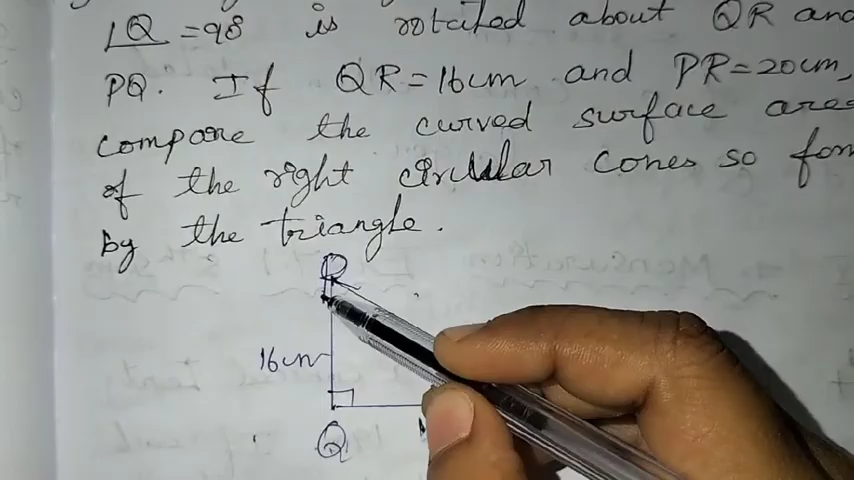 ∠Q = 98° is rotated about QR and
PQ. If QR = 16cm and PR = 20cm,
compare the curved surface area
of the right circular cones so form
by the triangle.
16cm
Q